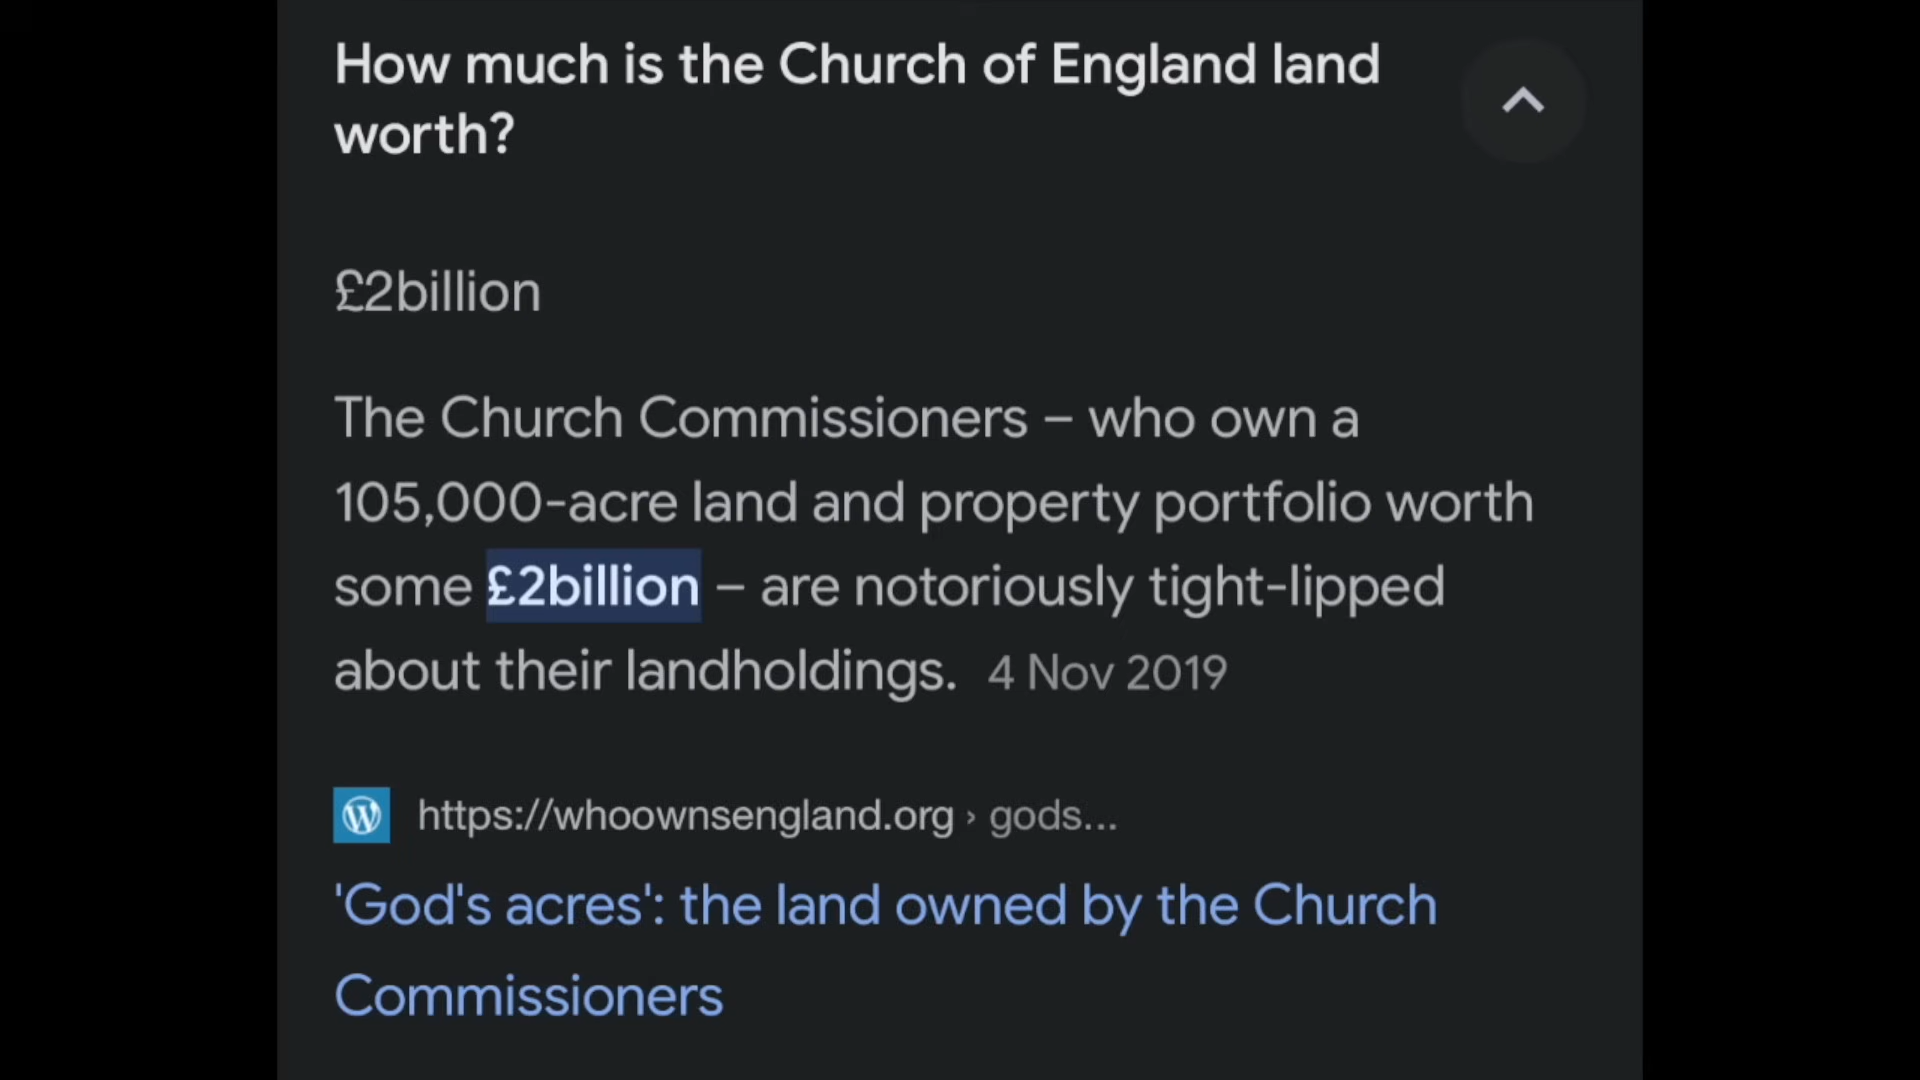 How much is the Church of England land
worth?
£2billion
The Church Commissioners – who own a
105,000-acre land and property portfolio worth
some £2billion – are notoriously tight-lipped
about their landholdings. 4 Nov 2019
https://whoownsengland.org › gods...
'God's acres': the land owned by the Church
Commissioners